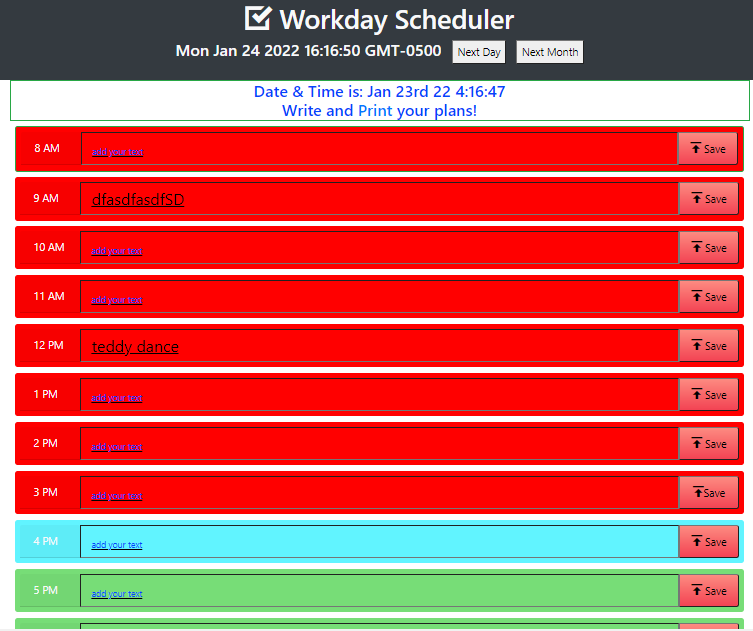 Workday Scheduler
Mon Jan 24 2022 16:16:50 GMT-0500 Next Day Next Month
Date & Time is: Jan 23rd 22 4:16:47
Write and Print your plans!
8 AM add your text Save
9 AM dfasdfasdfSD Save
10 AM add your text Save
11 AM add your text Save
12 PM teddy dance Save
1 PM add your text Save
2 PM add your text Save
3 PM add your text Save
4 PM add your text Save
5 PM add your text Save